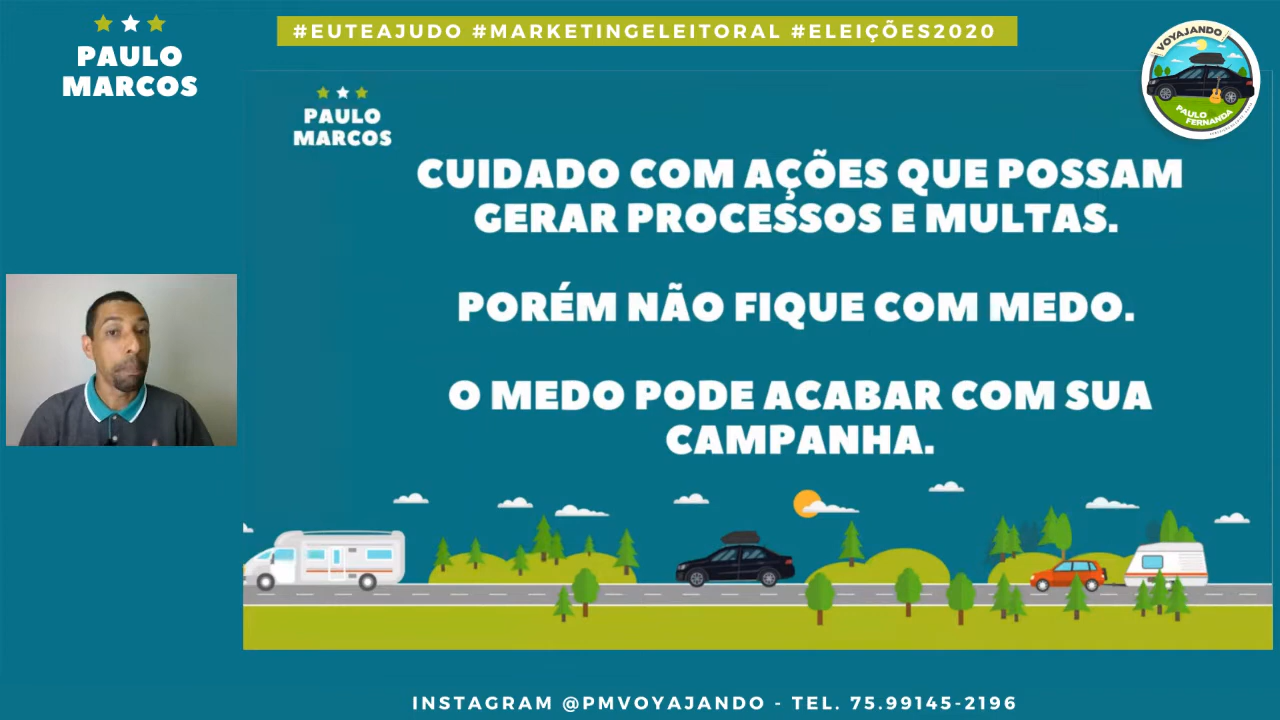 PAULO
MARCOS
#EUTEAJUDO #MARKETINGELEITORAL #ELEIÇÕES2020
VOYAJANDO
PAULO
FERNANDA
PAULO
MARCOS
CUIDADO COM AÇÕES QUE POSSAM
GERAR PROCESSOS E MULTAS.
PORÉM NÃO FIQUE COM MEDO.
O MEDO PODE ACABAR COM SUA
CAMPANHA.
INSTAGRAM @PMVOYAJANDO - TEL. 75.99145-2196